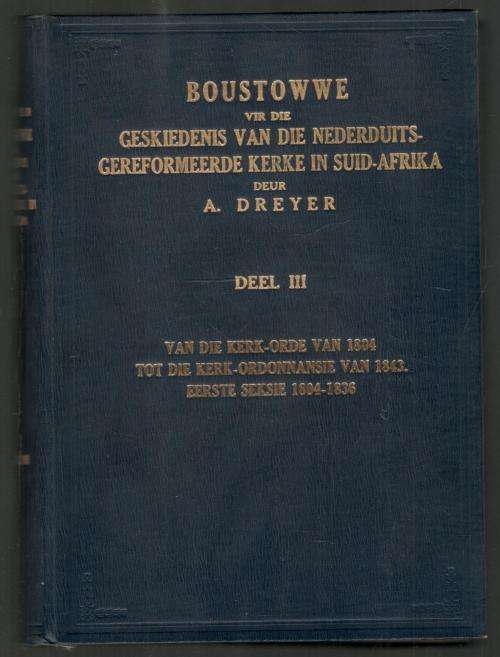 BOUSTOWWE
VIR DIE
GESKIEDENIS VAN DIE NEDERDUITS-
GEREFORMEERDE KERKE IN SUID-AFRIKA
DEUR
A. DREYER
DEEL III
VAN DIE KERK-ORDE VAN 1804
TOT DIE KERK-ORDONNANSIE VAN 1843.
EERSTE SEKSIE 1804-1836